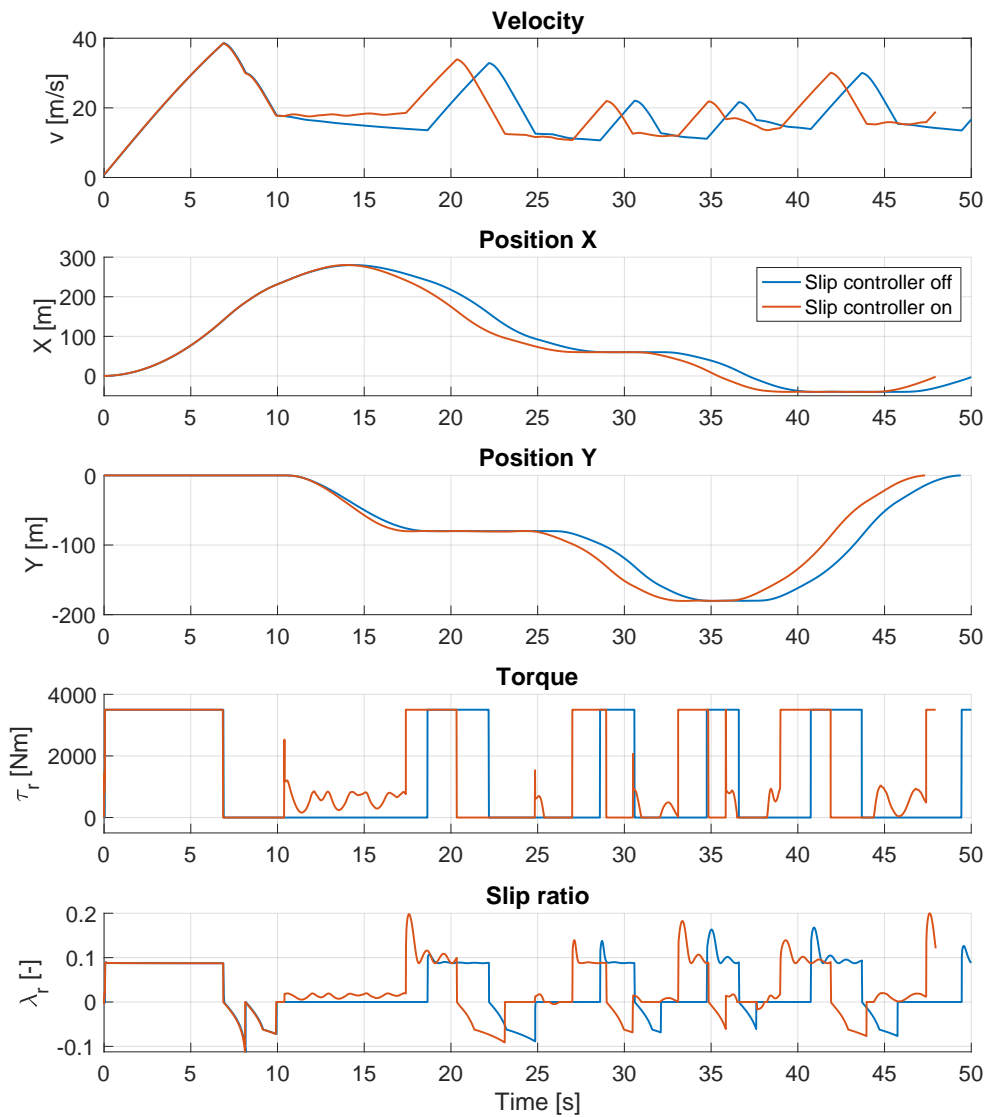 Velocity
40
20
0
v [m/s]
0 5 10 15 20 25 30 35 40 45 50
Position X
300
200
100
0
X [m]
Slip controller off
Slip controller on
0 5 10 15 20 25 30 35 40 45 50
Position Y
0
-100
-200
Y [m]
0 5 10 15 20 25 30 35 40 45 50
Torque
4000
2000
0
τr [Nm]
0 5 10 15 20 25 30 35 40 45 50
Slip ratio
0.2
0.1
0
-0.1
λr [-]
0 5 10 15 20 25 30 35 40 45 50
Time [s]